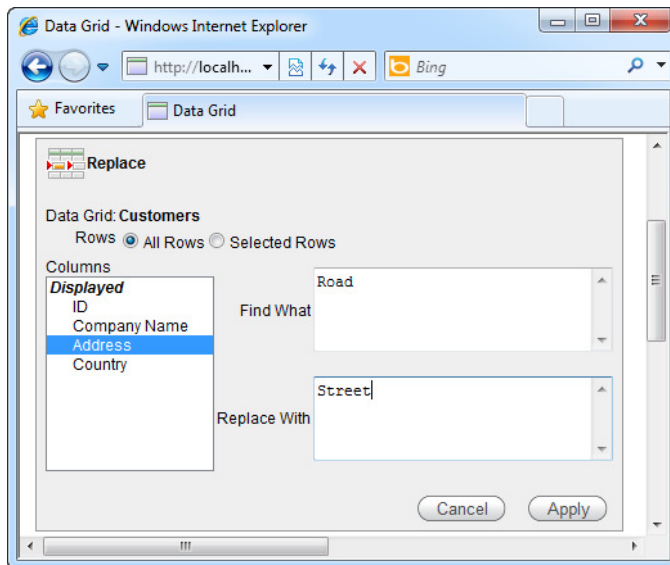 Data Grid - Windows Internet Explorer
http://localh... Bing
Favorites Data Grid
Replace
Data Grid: Customers
Rows All Rows Selected Rows
Columns
Displayed
ID
Company Name
Address
Country
Find What
Road
Replace With
Street
Cancel Apply